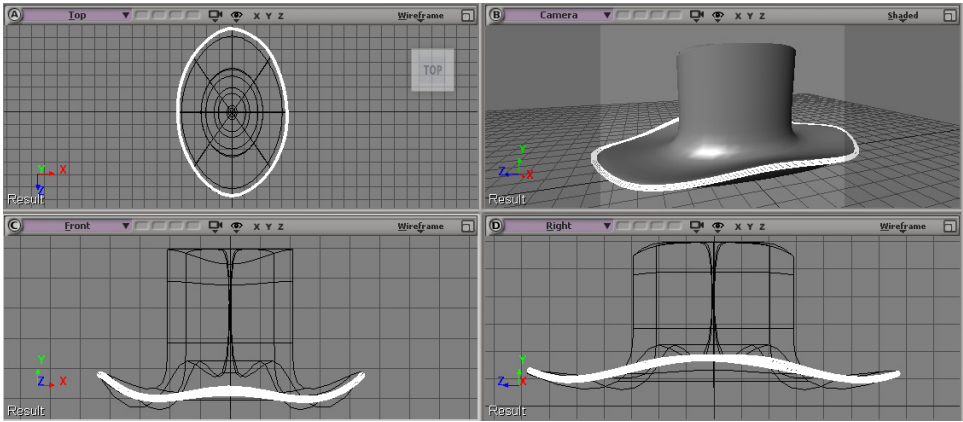 A Top X Y Z Wireframe
TOP
Y X
Z
Result
B Camera X Y Z Shaded
Y
Z X
Result
C Front X Y Z Wireframe
Y
Z X
Result
D Right X Y Z Wireframe
Y
Z X
Result